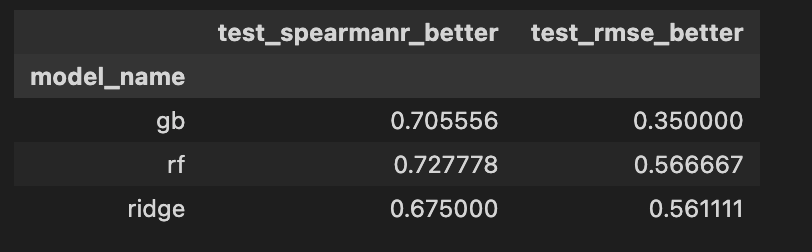 test_spearmanr_better test_rmse_better
model_name
gb 0.705556 0.350000
rf 0.727778 0.566667
ridge 0.675000 0.561111